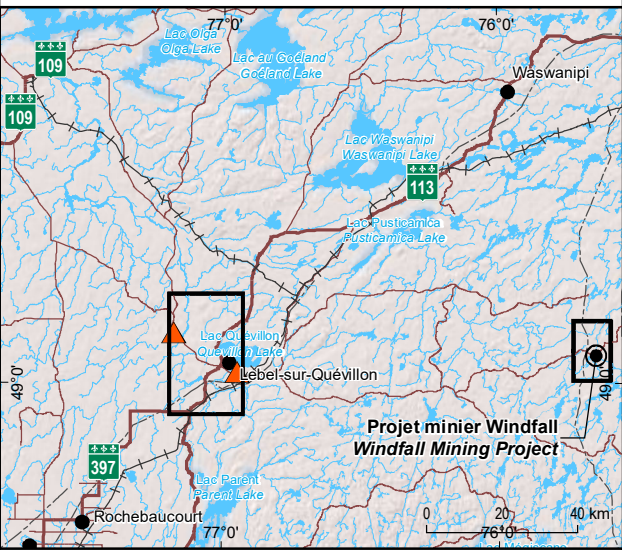 77°0'
76°0'
Lac Olga
Olga Lake
Lac au Goéland
Goéland Lake
109
Waswanipi
109
Lac Waswanipi
Waswanipi Lake
113
Lac Pusticamica
Pusticamica Lake
Lac Quévillon
Quévillon Lake
Lebel-sur-Quévillon
49°0'
49°0'
Projet minier Windfall
Windfall Mining Project
397
Lac Parent
Parent Lake
Rochebaucourt
0 20 40 km
77°0'
76°0'